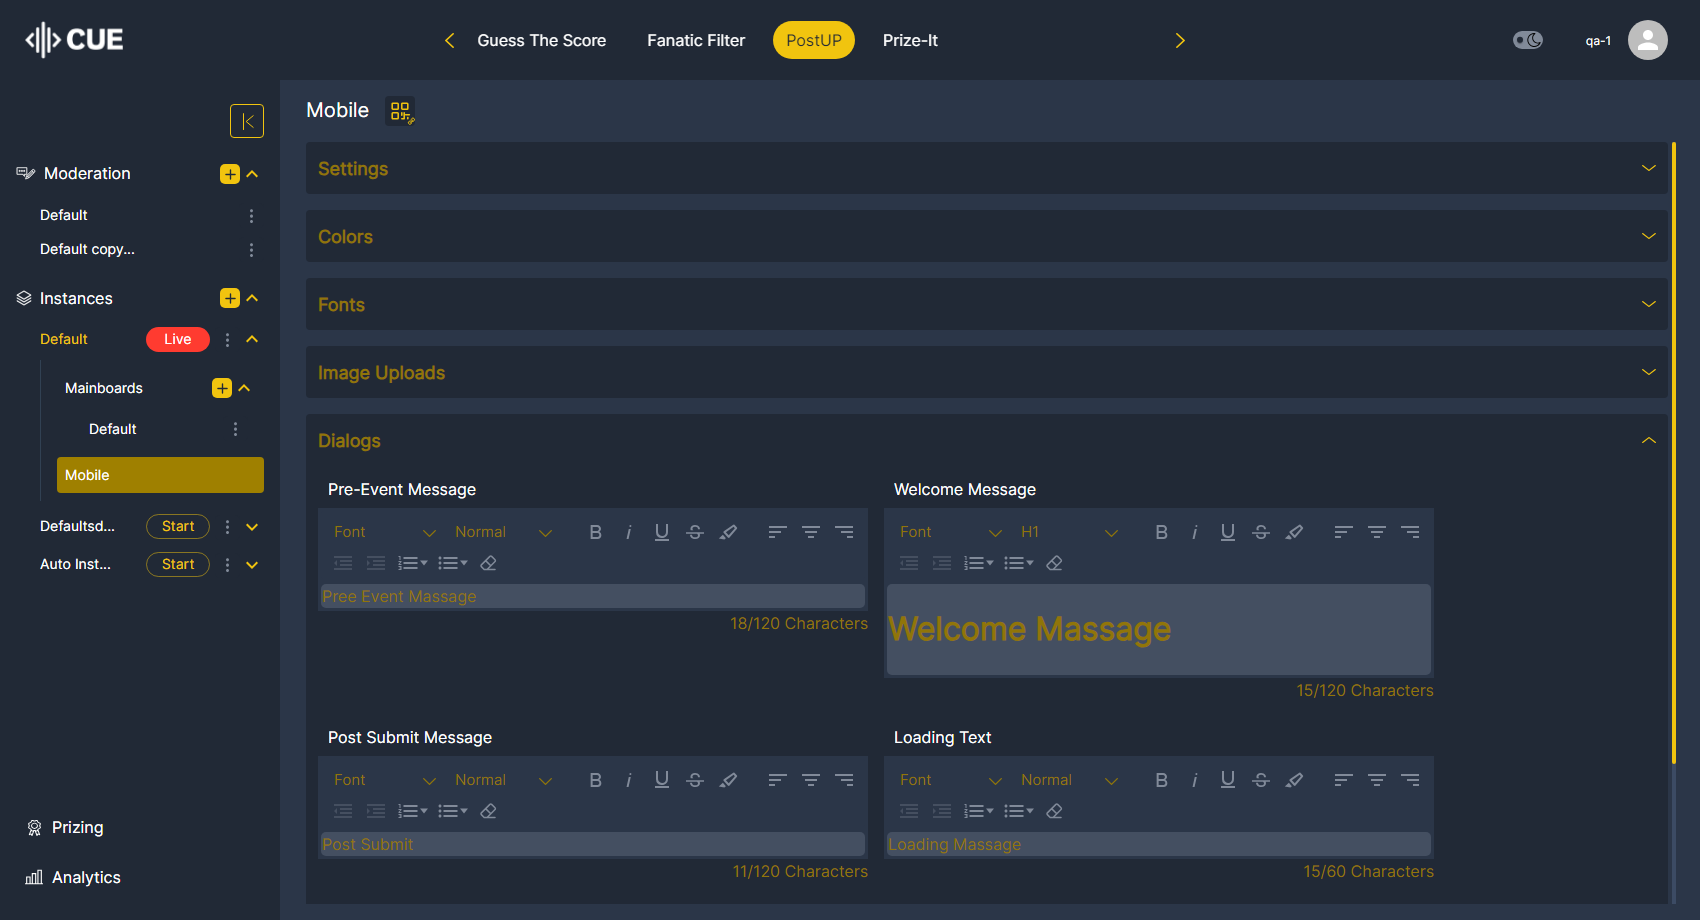 CUE
Guess The Score
Fanatic Filter
PostUP
Prize-It
qa-1
Moderation
Default
Default copy...
Instances
Default
Live
Mainboards
Default
Mobile
Defaultsd...
Start
Auto Inst...
Start
Prizing
Analytics
Mobile
Settings
Colors
Fonts
Image Uploads
Dialogs
Pre-Event Message
Font
Normal
Pree Event Massage
18/120 Characters
Welcome Message
Font
H1
Welcome Massage
15/120 Characters
Post Submit Message
Font
Normal
Post Submit
11/120 Characters
Loading Text
Font
Normal
Loading Massage
15/60 Characters